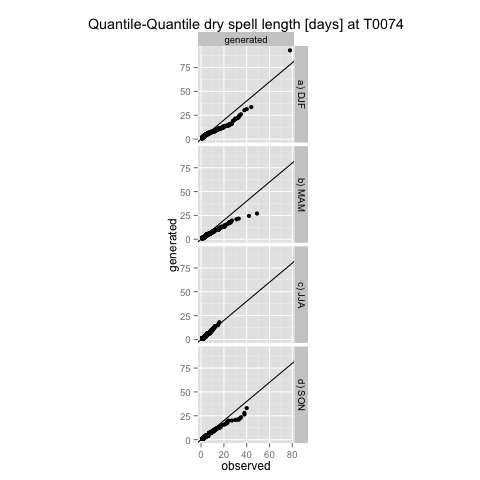 Quantile-Quantile dry spell length [days] at T0074
generated
75
50
25
0
a) DJF
75
50
25
0
b) MAM
75
50
25
0
c) JJA
75
50
25
0
d) SON
generated
0 20 40 60 80
observed